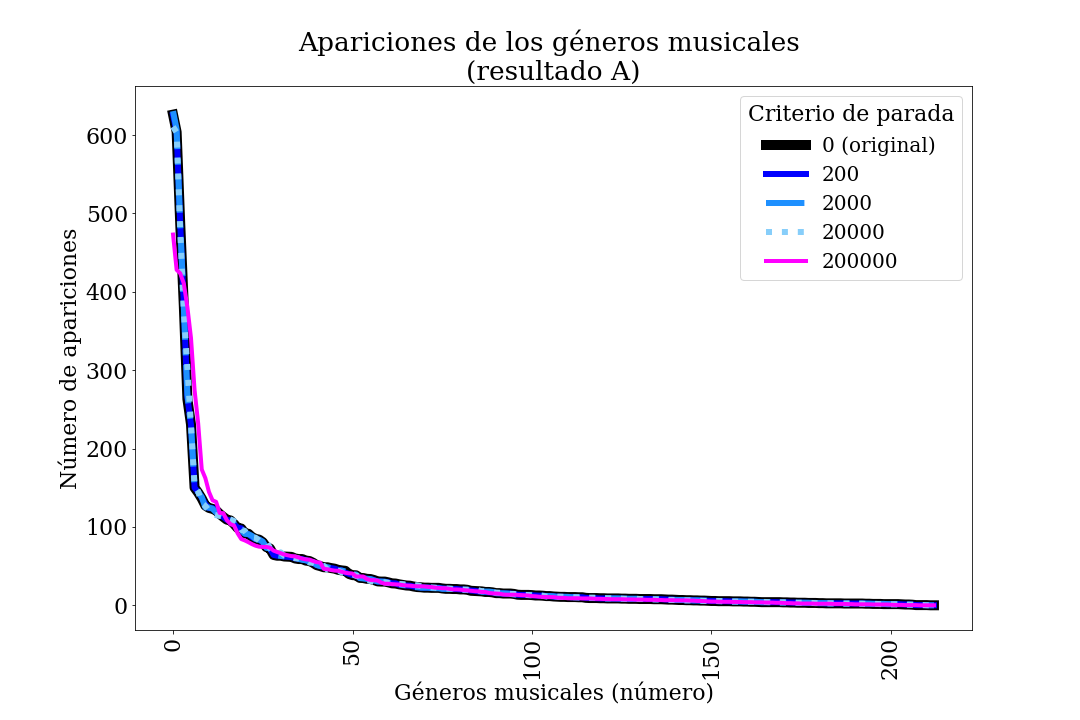 Apariciones de los géneros musicales
(resultado A)
Criterio de parada
0 (original)
200
2000
20000
200000
Número de apariciones
600
500
400
300
200
100
0
0
50
100
150
200
Géneros musicales (número)